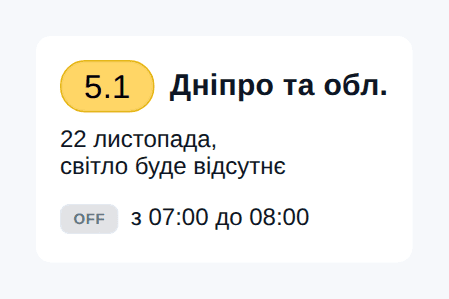 5.1 Дніпро та обл.
22 листопада,
світло буде відсутнє
OFF з 07:00 до 08:00